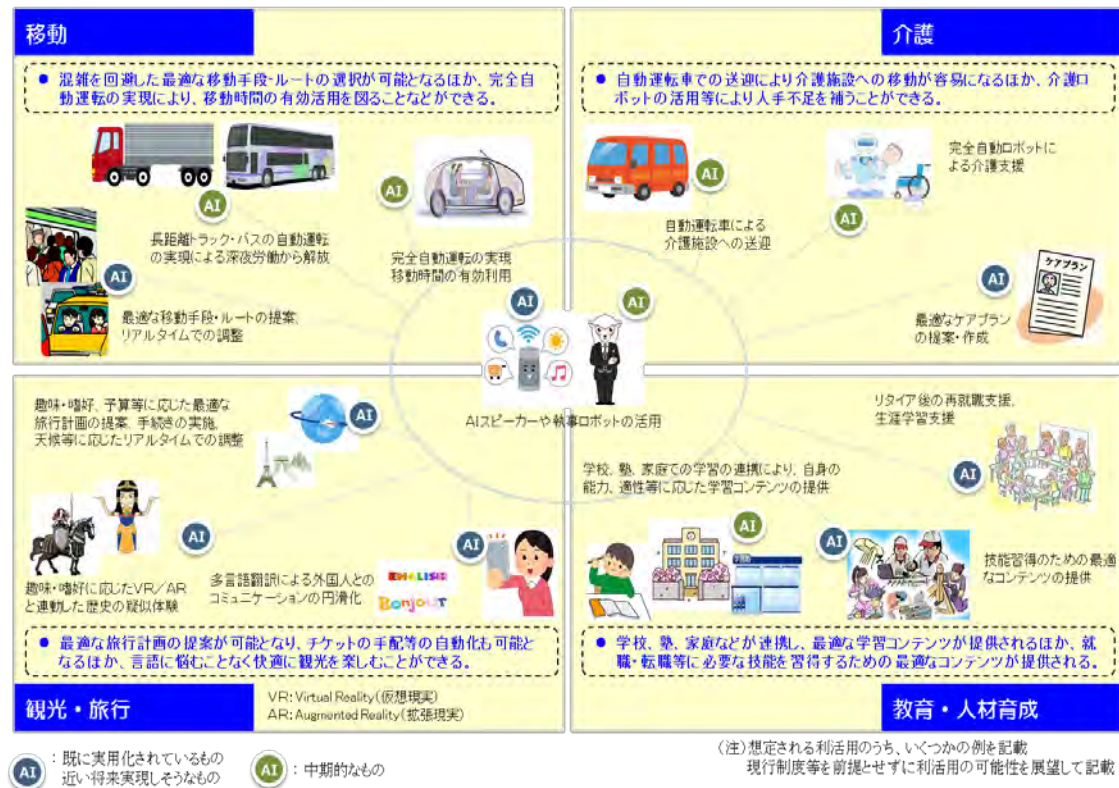 移動
● 混雑を回避した最適な移動手段・ルートの選択が可能となるほか、完全自
動運転の実現により、移動時間の有効活用を図ることなどができる。
AI
長距離トラック・バスの自動運転
の実現による深夜労働から解放
AI
完全自動運転の実現
移動時間の有効利用
AI
最適な移動手段・ルートの提案、
リアルタイムでの調整
介護
● 自動運転車での送迎により介護施設への移動が容易になるほか、介護ロ
ボットの活用等により人手不足を補うことができる。
AI
自動運転車による
介護施設への送迎
AI
完全自動ロボットに
よる介護支援
AI
ケアプラン
最適なケアプラン
の提案・作成
AI
AI
AIスピーカーや執事ロボットの活用
趣味・嗜好、予算等に応じた最適な
旅行計画の提案、手続きの実施、
天候等に応じたリアルタイムでの調整
AI
AI
趣味・嗜好に応じたVR/AR
と連動した歴史の疑似体験
多言語翻訳による外国人との
コミュニケーションの円滑化
ENGLISH
Bonjour
AI
● 最適な旅行計画の提案が可能となり、チケットの手配等の自動化も可能と
なるほか、言語に悩むことなく快適に観光を楽しむことができる。
観光・旅行
VR: Virtual Reality(仮想現実)
AR: Augmented Reality(拡張現実)
リタイア後の再就職支援、
生涯学習支援
AI
学校、塾、家庭での学習の連携により、自身の
能力、適性等に応じた学習コンテンツの提供
AI
AI
技能習得のための最適
なコンテンツの提供
● 学校、塾、家庭などが連携し、最適な学習コンテンツが提供されるほか、就
職・転職等に必要な技能を習得するための最適なコンテンツが提供される。
教育・人材育成
AI
：既に実用化されているもの
近い将来実現しそうなもの
AI
：中期的なもの
(注)想定される利活用のうち、いくつかの例を記載
現行制度等を前提とせずに利活用の可能性を展望して記載